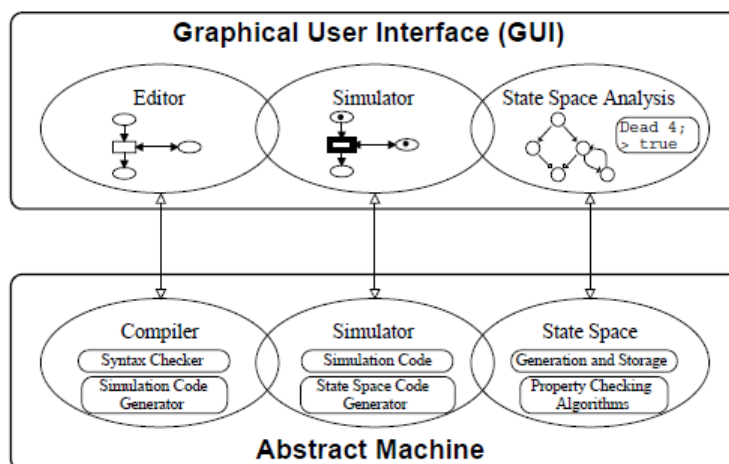 Graphical User Interface (GUI)
Editor
Simulator
State Space Analysis
Dead 4;
> true
Compiler
Simulator
State Space
Syntax Checker
Simulation Code
Generation and Storage
Simulation Code
Generator
State Space Code
Generator
Property Checking
Algorithms
Abstract Machine